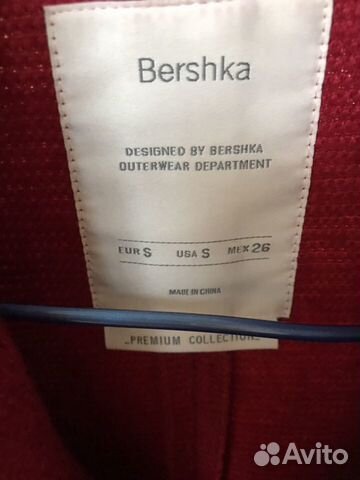 Bershka
DESIGNED BY BERSHKA
OUTERWEAR DEPARTMENT
EUR S USA S MEX 26
MADE IN CHINA
PREMIUM COLLECTION
Avito